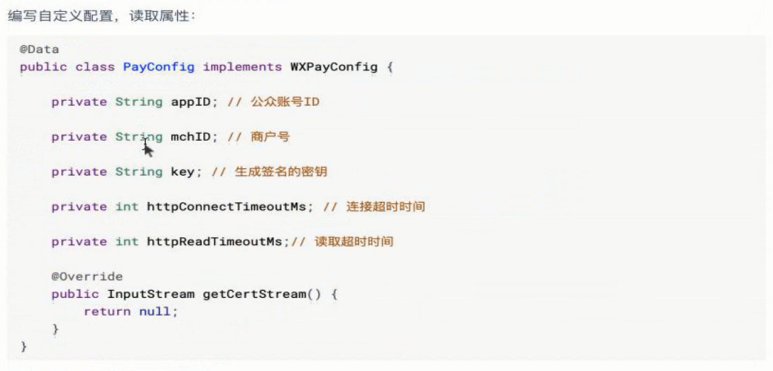 编写自定义配置，读取属性：
@Data
public class PayConfig implements WXPayConfig {
private String appID; // 公众账号ID
private String mchID; // 商户号
private String key; // 生成签名的密钥
private int httpConnectTimeoutMs; // 连接超时时间
private int httpReadTimeoutMs;// 读取超时时间
@Override
public InputStream getCertStream() {
return null;
}
}